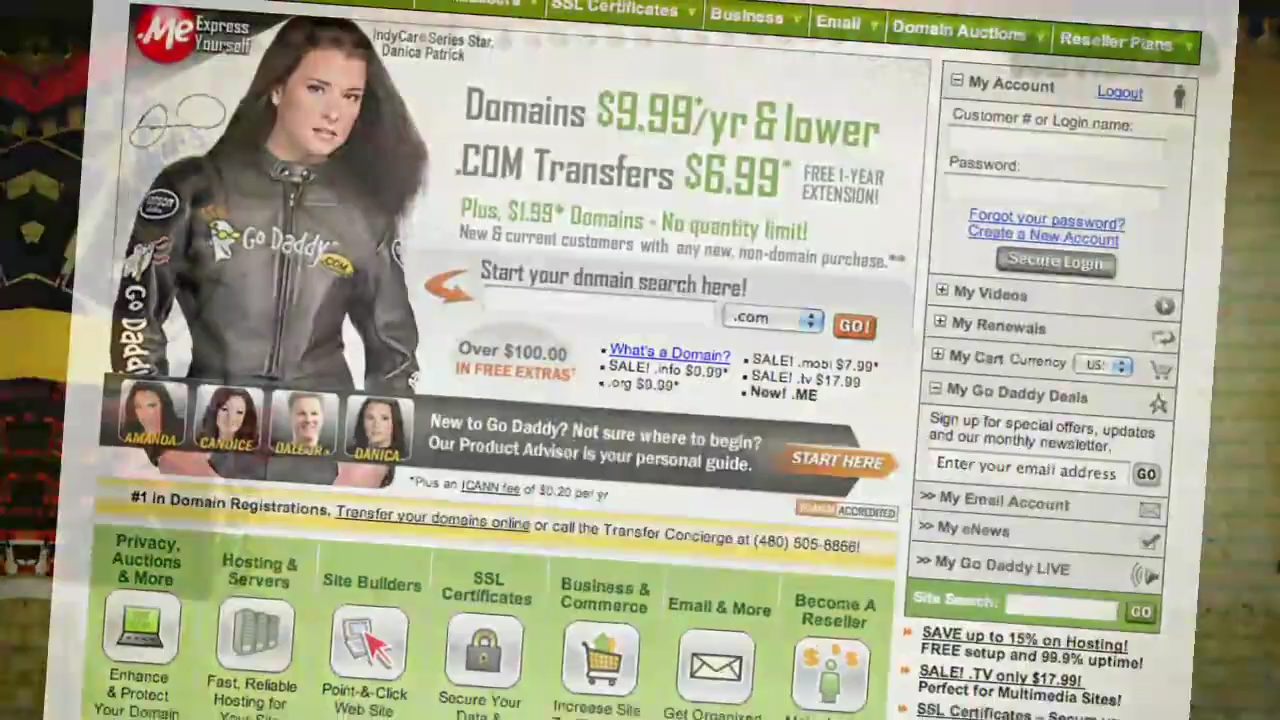 SSL Certificates
Business
Email
Domain Auctions
Reseller Plans
.Me Express
Yourself
IndyCar® Series Star,
Danica Patrick
Domains $9.99*/yr & lower
.COM Transfers $6.99*
FREE 1-YEAR
EXTENSION!
Plus, $1.99* Domains - No quantity limit!
New & current customers with any new, non-domain purchase.**
Start your domain search here!
.com
GO!
Go Daddy
.COM
Go Daddy
Over $100.00
IN FREE EXTRAS*
• What's a Domain?
• SALE! .info $0.99*
• .org $9.99*
• SALE! .mobi $7.99*
• SALE! .tv $17.99
• Now! .ME
AMANDA
CANDICE
DALE JR.
DANICA
New to Go Daddy? Not sure where to begin?
Our Product Advisor is your personal guide.
START HERE
*Plus an ICANN fee of $0.20 per yr
ACCREDITED
#1 in Domain Registrations. Transfer your domains online or call the Transfer Concierge at (480) 505-8866!
Privacy,
Auctions
& More
Hosting &
Servers
Site Builders
SSL
Certificates
Business &
Commerce
Email & More
Become A
Reseller
Enhance
& Protect
Your Domain
Fast, Reliable
Hosting for
Your Site
Point-&-Click
Web Site
Secure Your
Data &
Increase Site
Get Organized
My Account
Logout
Customer # or Login name:
Password:
Forgot your password?
Create a New Account
Secure Login
My Videos
My Renewals
My Cart Currency
US!
My Go Daddy Deals
Sign up for special offers, updates
and our monthly newsletter.
Enter your email address
GO
>> My Email Account
>> My eNews
>> My Go Daddy LIVE
Site Search:
GO
SAVE up to 15% on Hosting!
FREE setup and 99.9% uptime!
SALE! .TV only $17.99!
Perfect for Multimedia Sites!
SSL Certificates – Secure